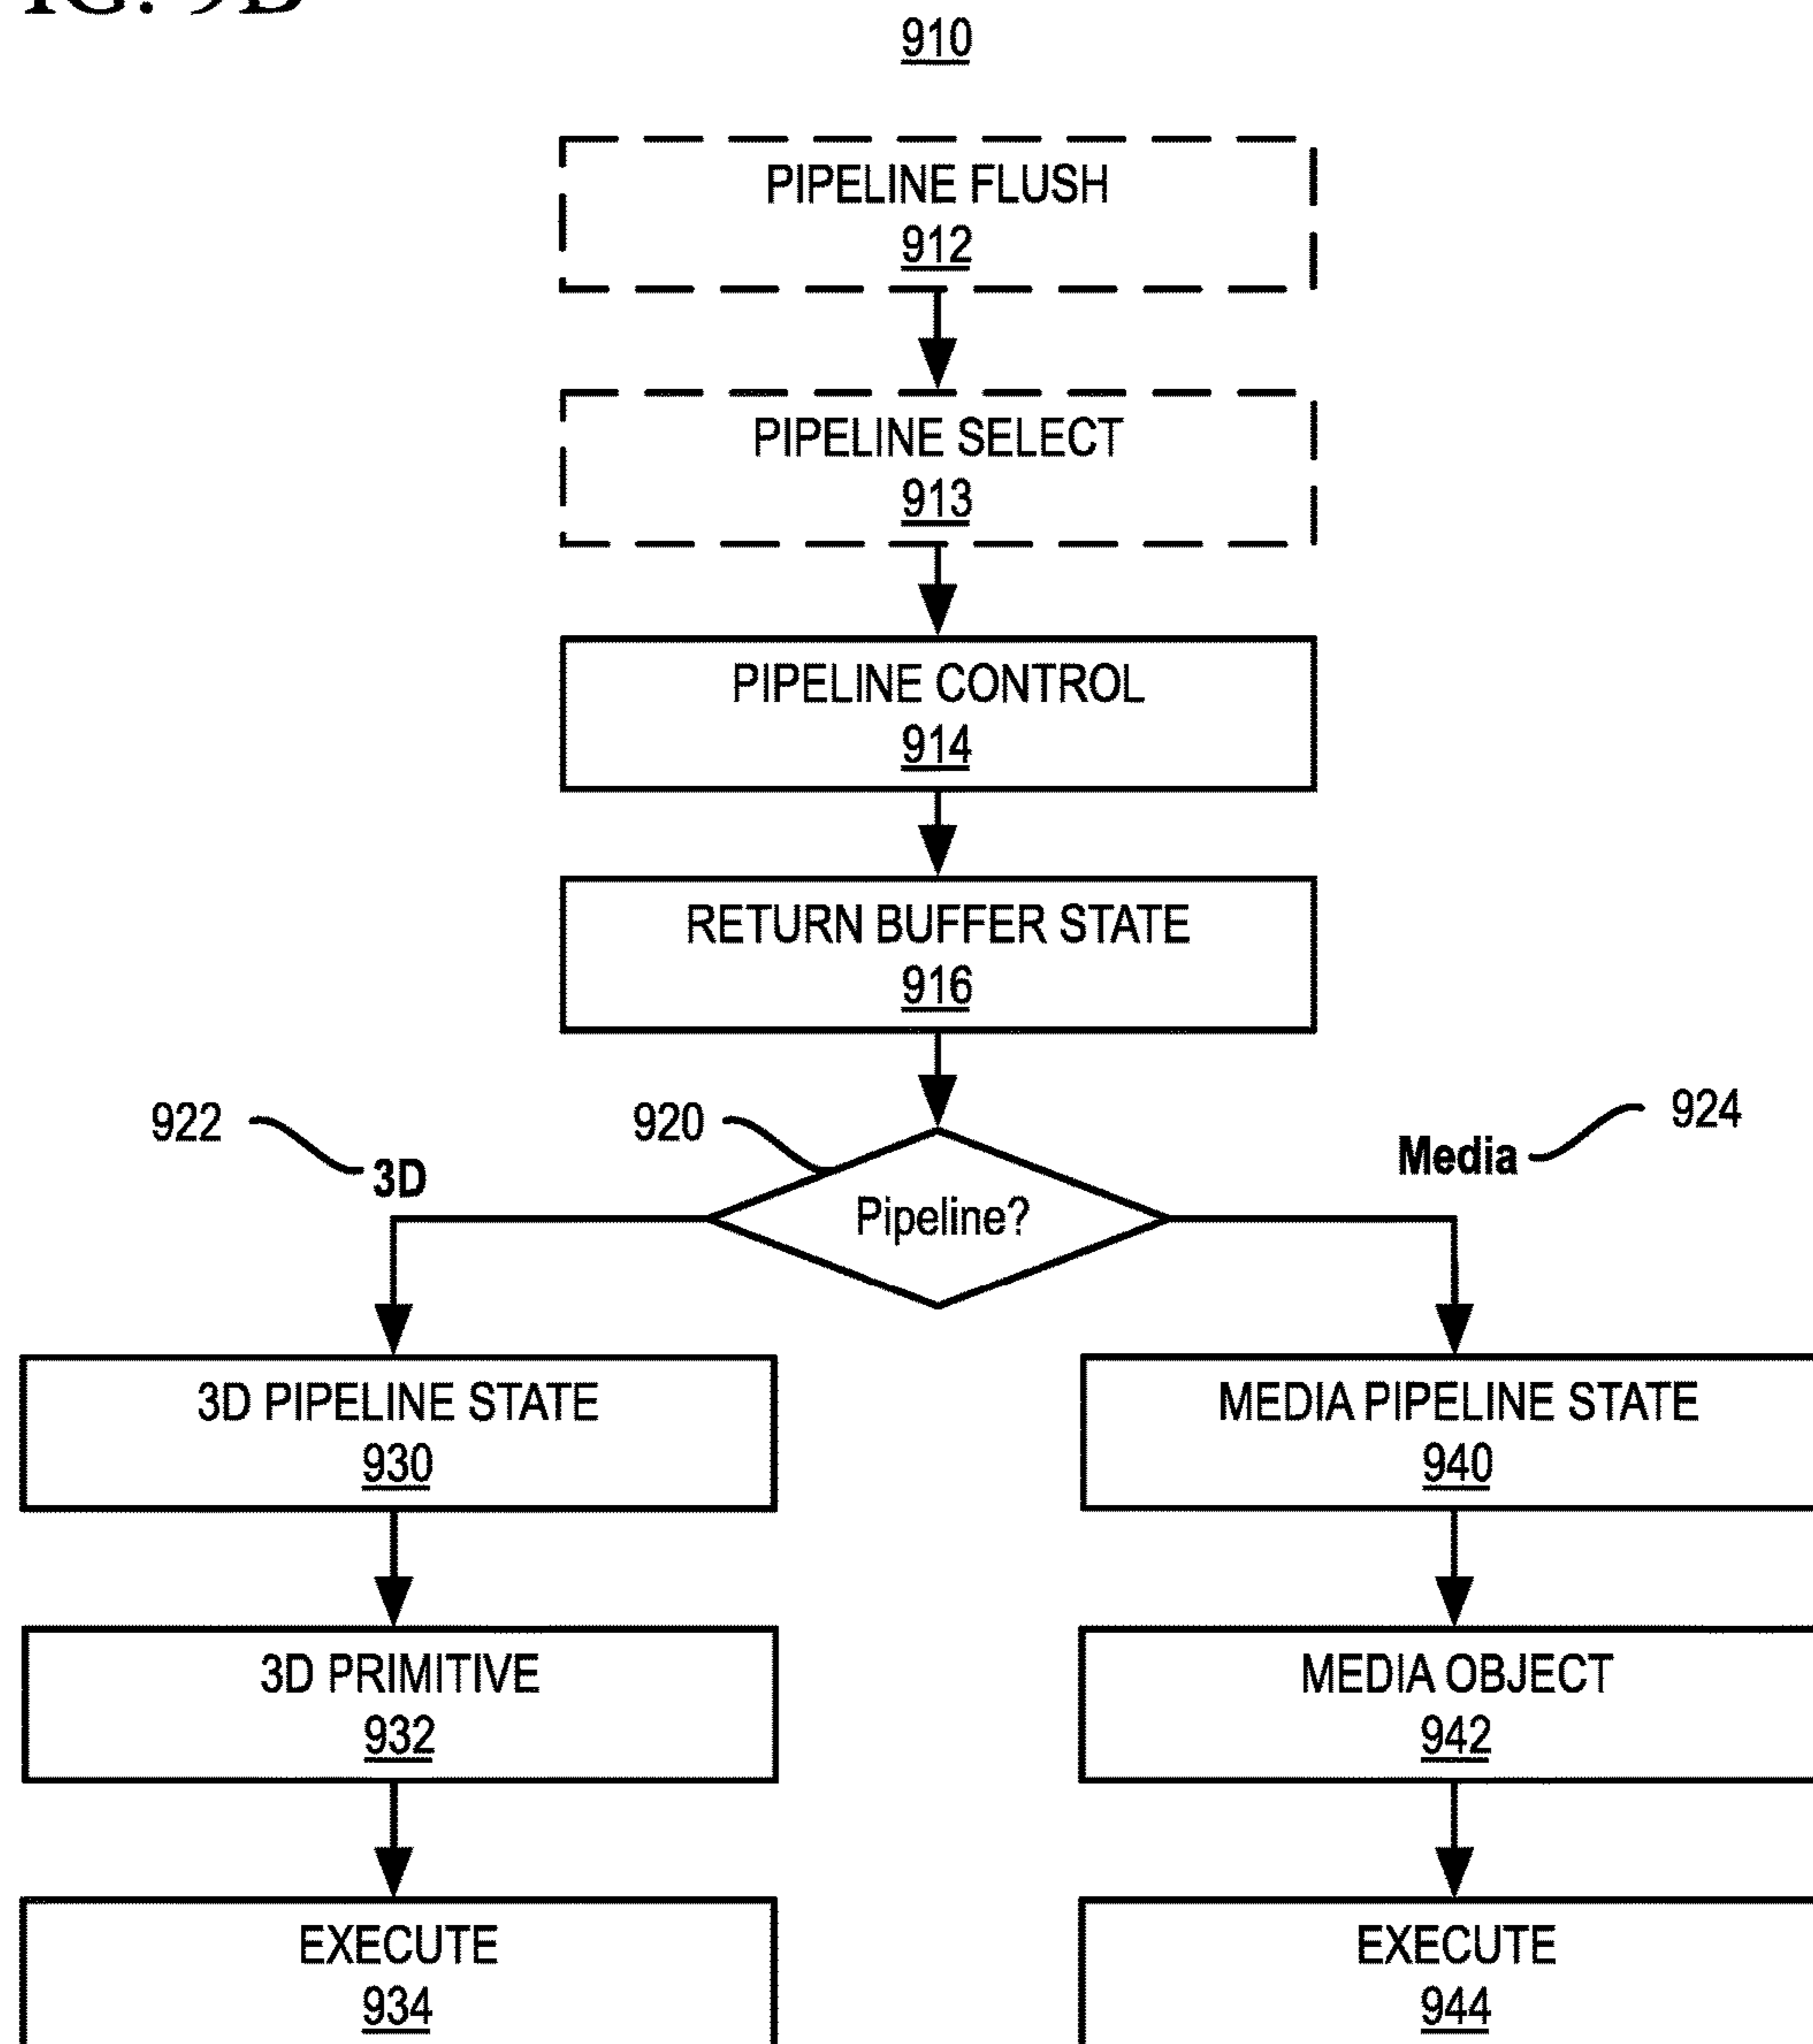 FIG. 9B
910
PIPELINE FLUSH
912
PIPELINE SELECT
913
PIPELINE CONTROL
914
RETURN BUFFER STATE
916
922
920
924
3D
Media
Pipeline?
3D PIPELINE STATE
930
MEDIA PIPELINE STATE
940
3D PRIMITIVE
932
MEDIA OBJECT
942
EXECUTE
934
EXECUTE
944